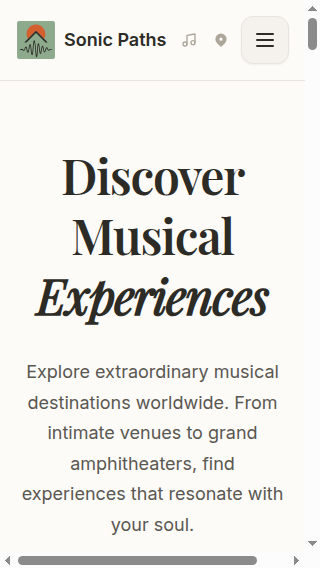 Sonic Paths
Discover
Musical
Experiences
Explore extraordinary musical
destinations worldwide. From
intimate venues to grand
amphitheaters, find
experiences that resonate with
your soul.